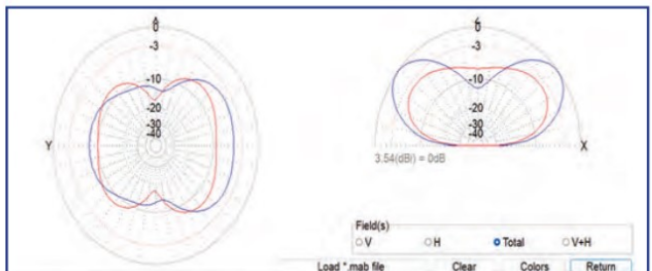 0
-3
-10
-20
-30
-40
Y
0
-3
-10
-20
-30
-40
X
3.54(dBi) = 0dB
Field(s)
V H Total V+H
Load *.mab file Clear Colors Return